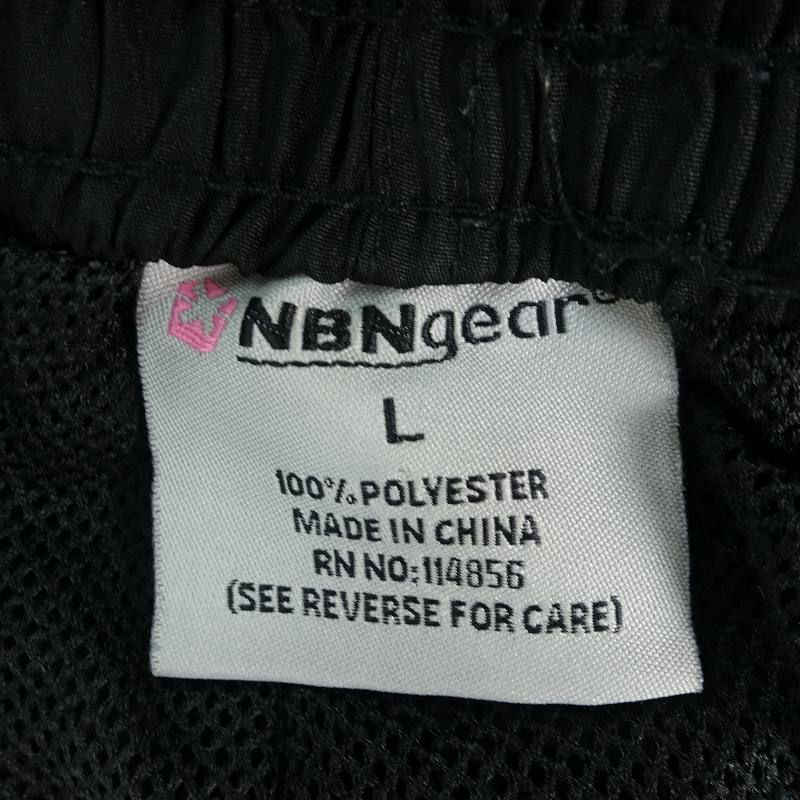 NBNgear®
L
100% POLYESTER
MADE IN CHINA
RN NO:114856
(SEE REVERSE FOR CARE)